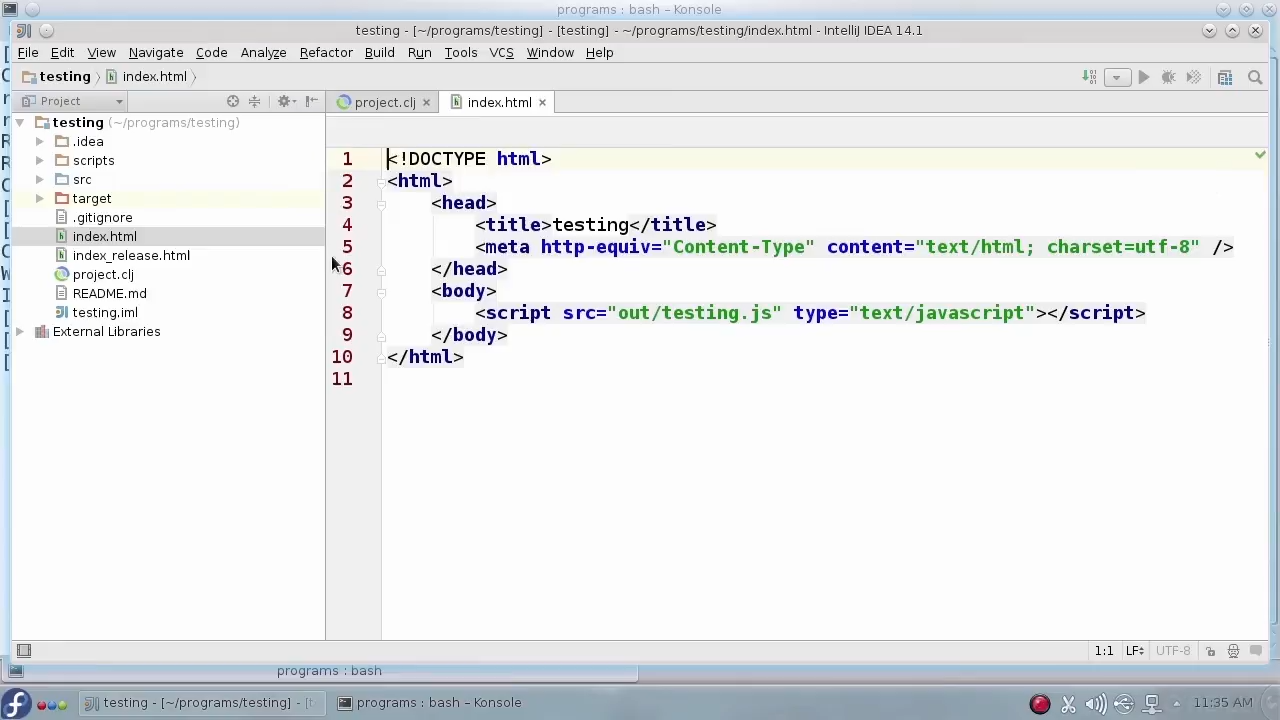 programs : bash – Konsole
testing - [~/programs/testing] - [testing] - ~/programs/testing/index.html - IntelliJ IDEA 14.1
File Edit View Navigate Code Analyze Refactor Build Run Tools VCS Window Help
testing index.html
Project
project.clj
index.html
testing (~/programs/testing)
.idea
scripts
src
target
.gitignore
index.html
index_release.html
project.clj
README.md
testing.iml
External Libraries
1 <!DOCTYPE html>
2 <html>
3 <head>
4 <title>testing</title>
5 <meta http-equiv="Content-Type" content="text/html; charset=utf-8" />
6 </head>
7 <body>
8 <script src="out/testing.js" type="text/javascript"></script>
9 </body>
10 </html>
11
1:1 LF UTF-8
programs : bash
testing - [~/programs/testing] - [t
programs : bash – Konsole
11:35 AM